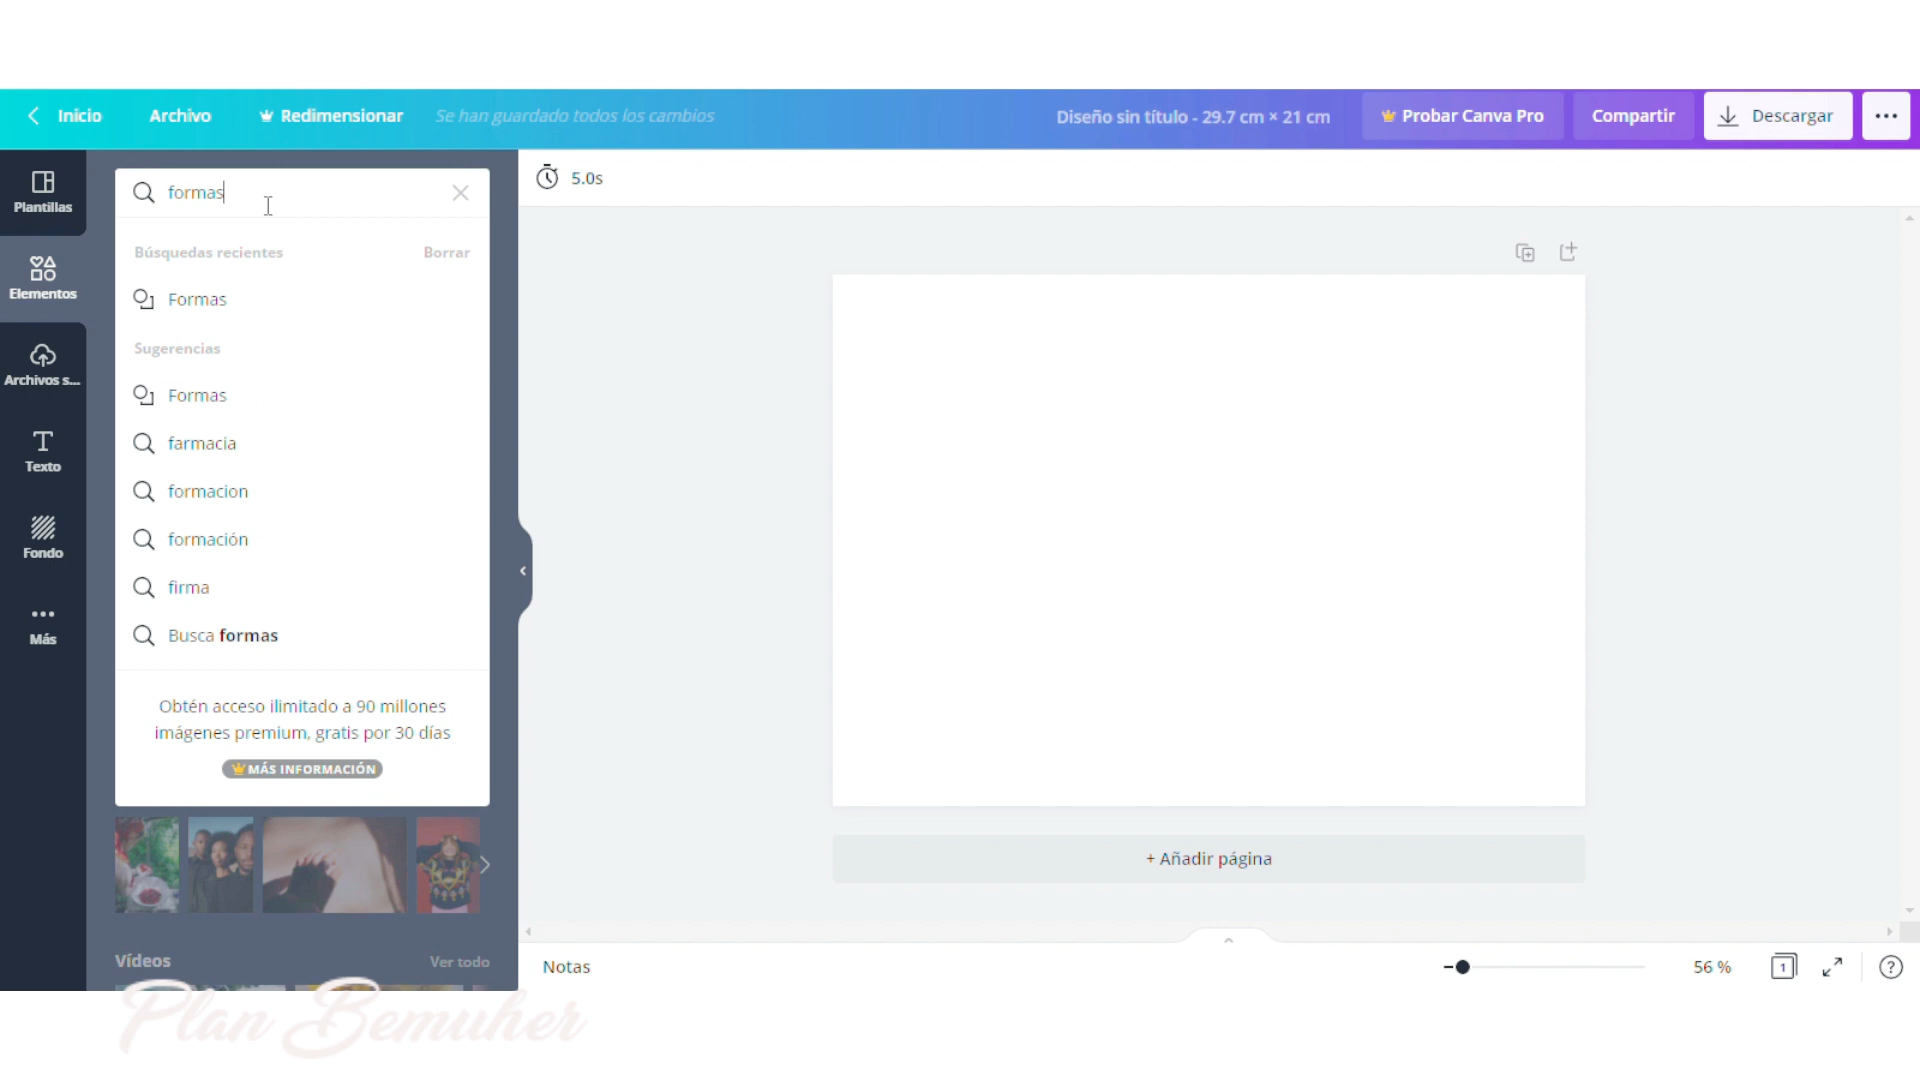 Inicio
Archivo
Redimensionar
Se han guardado todos los cambios
Diseño sin título - 29.7 cm × 21 cm
Probar Canva Pro
Compartir
Descargar
Plantillas
Elementos
Archivos s...
Texto
Fondo
Más
formas
Búsquedas recientes
Borrar
Formas
Sugerencias
Formas
farmacia
formacion
formación
firma
Busca formas
Obtén acceso ilimitado a 90 millones
imágenes premium, gratis por 30 días
MÁS INFORMACIÓN
Vídeos
Ver todo
5.0s
+ Añadir página
Notas
56 %
1
Plan Bemuher